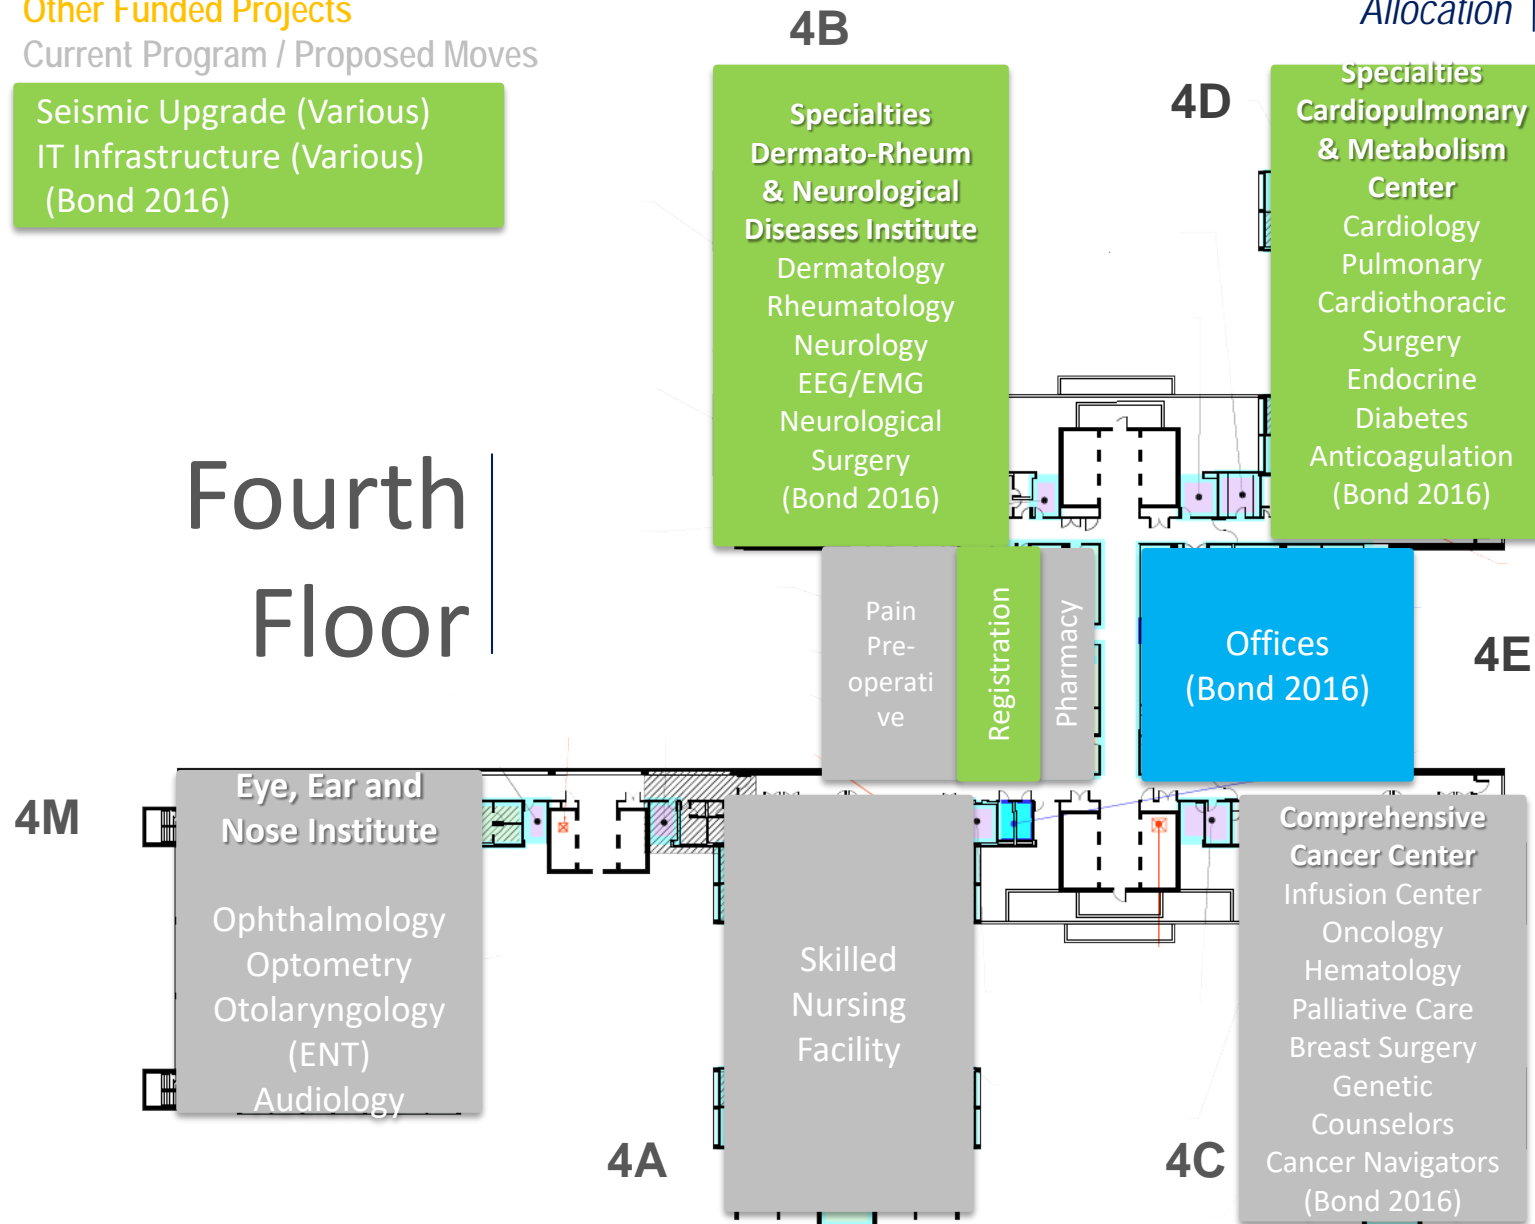 Other Funded Projects
Current Program / Proposed Moves
Allocation
Seismic Upgrade (Various)
IT Infrastructure (Various)
(Bond 2016)
Fourth
Floor
4B
Specialties
Dermato-Rheum
& Neurological
Diseases Institute
Dermatology
Rheumatology
Neurology
EEG/EMG
Neurological
Surgery
(Bond 2016)
4D
Specialties
Cardiopulmonary
& Metabolism
Center
Cardiology
Pulmonary
Cardiothoracic
Surgery
Endocrine
Diabetes
Anticoagulation
(Bond 2016)
Pain
Pre-
operati
ve
Registration
Pharmacy
Offices
(Bond 2016)
4E
4M
Eye, Ear and
Nose Institute
Ophthalmology
Optometry
Otolaryngology
(ENT)
Audiology
4A
Skilled
Nursing
Facility
4C
Comprehensive
Cancer Center
Infusion Center
Oncology
Hematology
Palliative Care
Breast Surgery
Genetic
Counselors
Cancer Navigators
(Bond 2016)